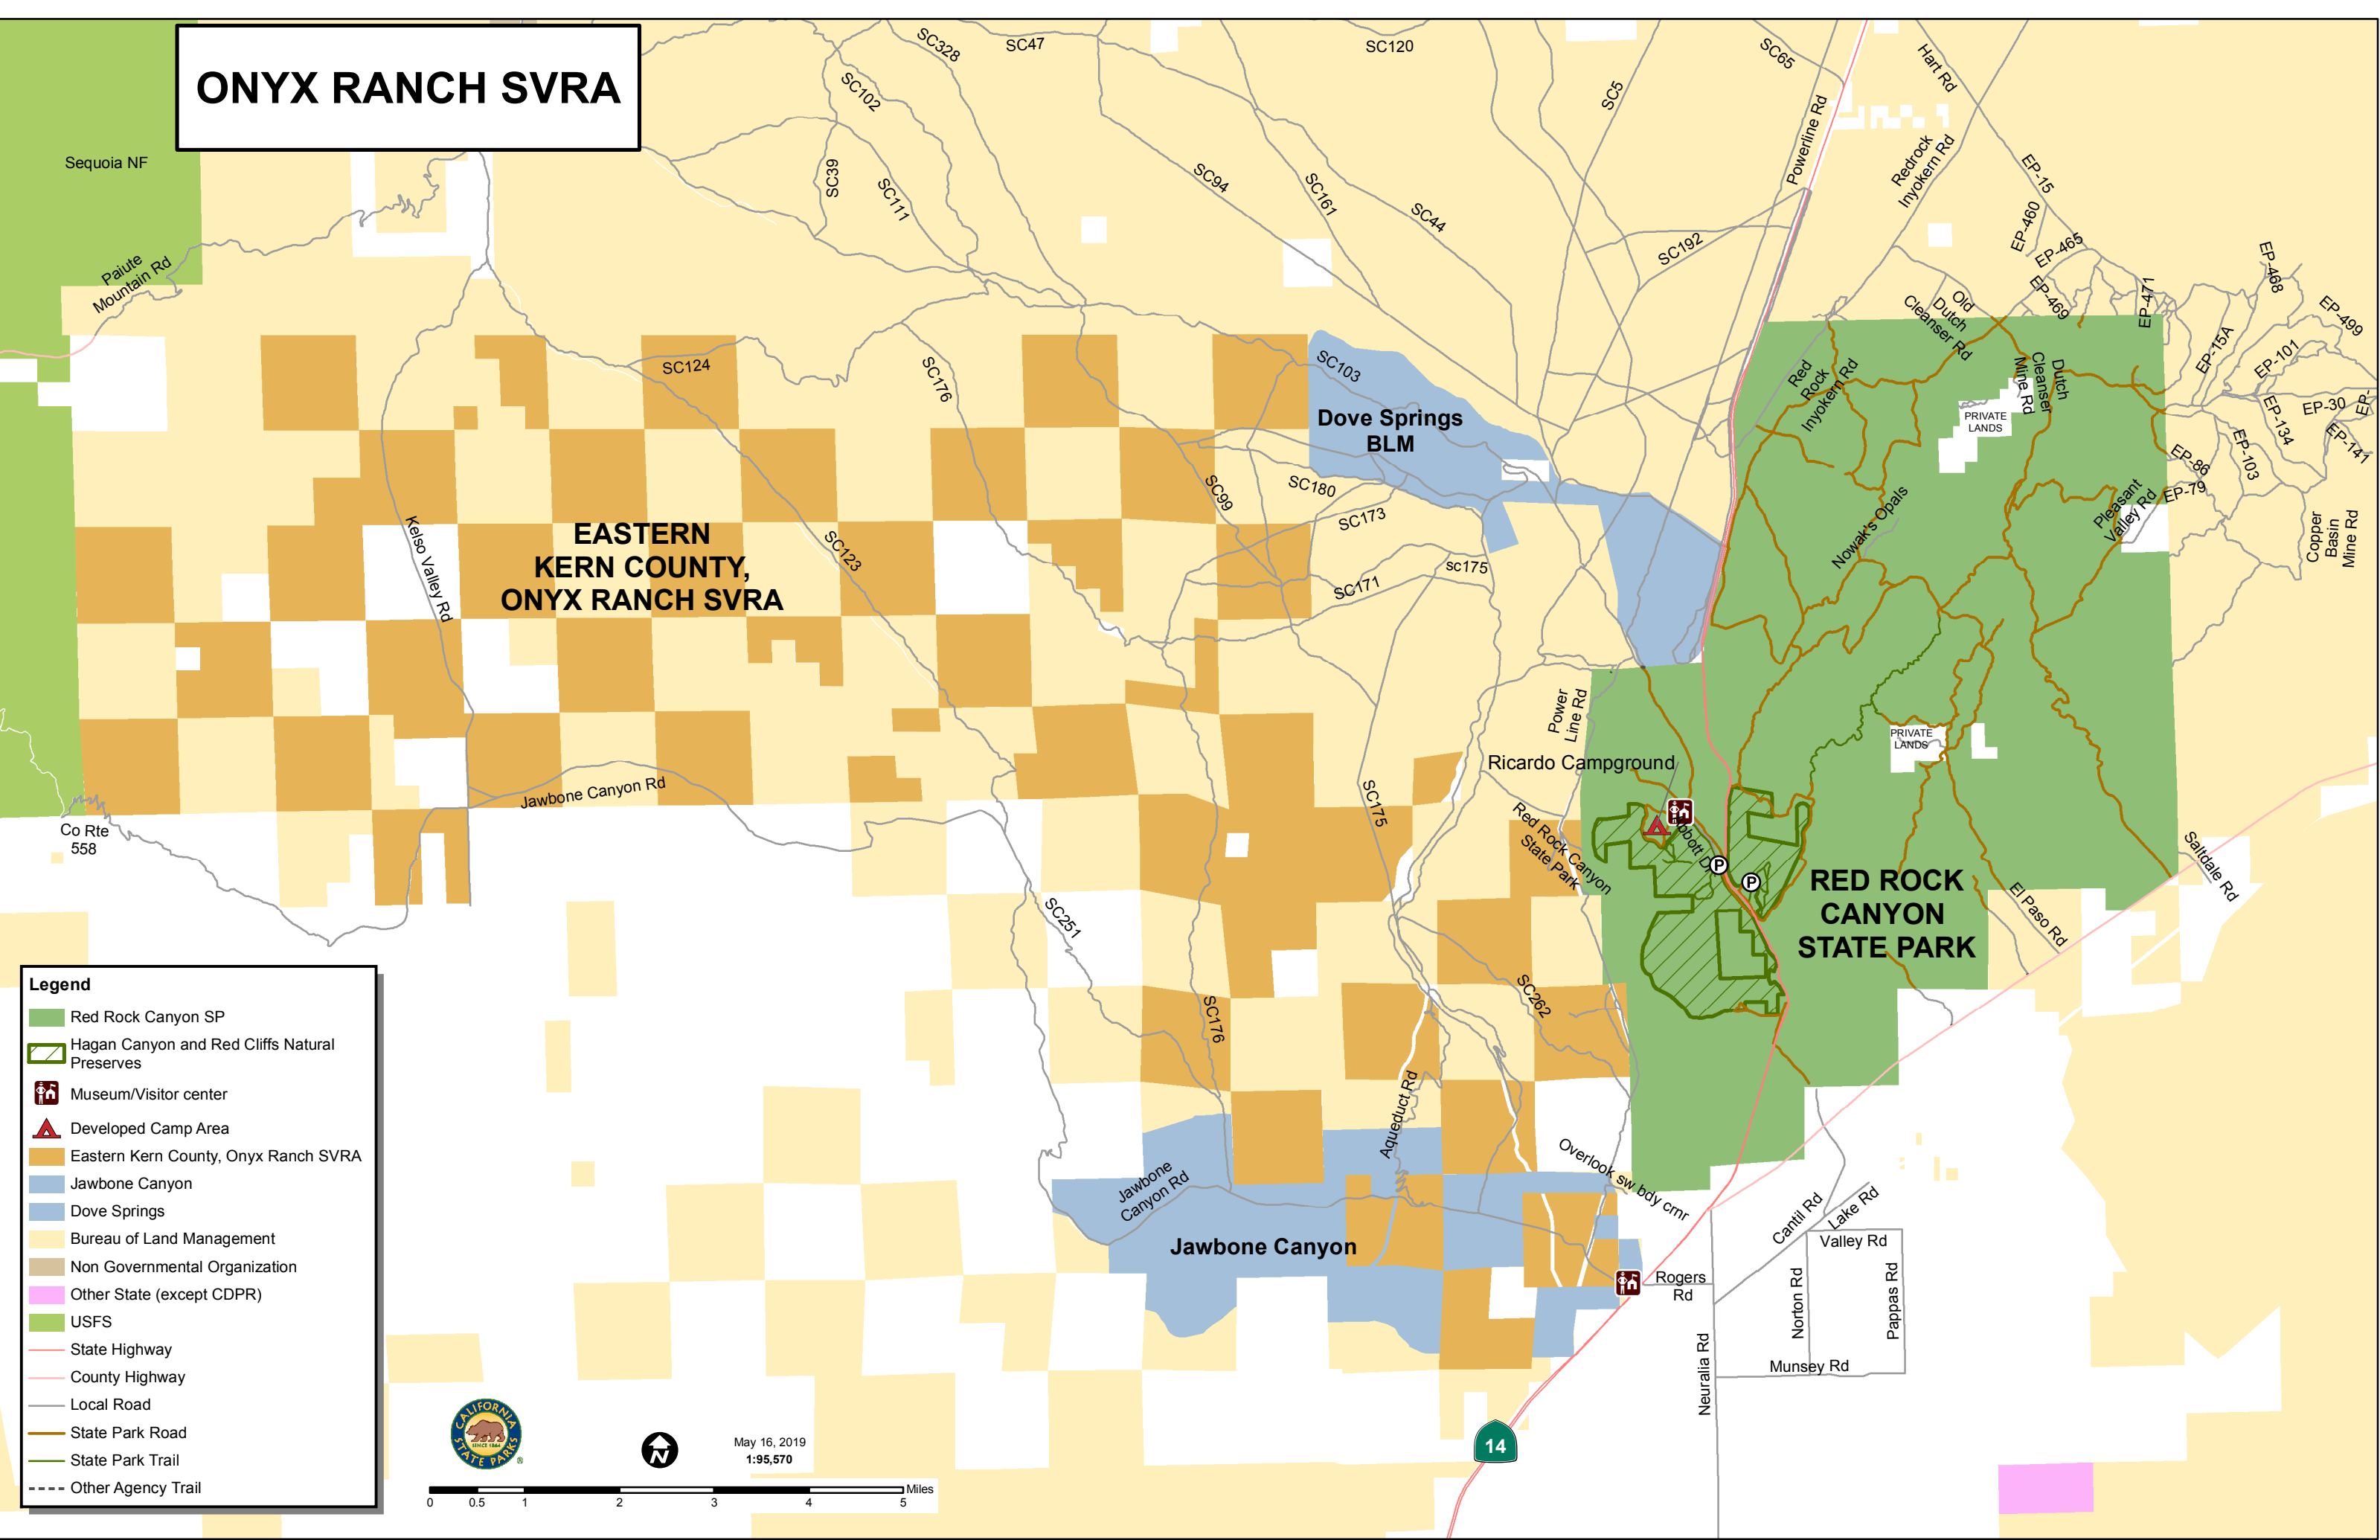 ONYX RANCH SVRA
Sequoia NF
Paiute
Mountain Rd
SC328
SC47
SC120
SC65
Hart Rd
SC102
SC5
Powerline Rd
Redrock
Inyokern Rd
SC39
SC111
SC94
SC161
SC44
SC192
EP-15
EP-460
EP-465
EP-469
EP-471
EP-468
EP-499
EP-15A
EP-101
EP-30
EP-
EP-134
EP-141
EP-103
EP-86
EP-79
Old
Dutch
Cleanser Rd
Dutch
Cleanser
Mine Rd
Red
Rock
Inyokern Rd
PRIVATE
LANDS
Nowak's Opals
Pleasant
Valley Rd
Copper
Basin
Mine Rd
SC124
SC176
SC103
Dove Springs
BLM
SC99
SC180
SC173
SC171
sc175
SC123
Kelso Valley Rd
EASTERN
KERN COUNTY,
ONYX RANCH SVRA
Power
Line Rd
Ricardo Campground
PRIVATE
LANDS
Jawbone Canyon Rd
SC175
Red Rock Canyon
State Park
P
P
RED ROCK
CANYON
STATE PARK
Saltdale Rd
El Paso Rd
Co Rte
558
SC251
SC176
SC262
Aqueduct Rd
Overlook sw bdy crnr
Jawbone
Canyon Rd
Jawbone Canyon
Cantil Rd
Lake Rd
Valley Rd
Rogers
Rd
Norton Rd
Pappas Rd
Neuralia Rd
Munsey Rd
14
Legend
Red Rock Canyon SP
Hagan Canyon and Red Cliffs Natural
Preserves
Museum/Visitor center
Developed Camp Area
Eastern Kern County, Onyx Ranch SVRA
Jawbone Canyon
Dove Springs
Bureau of Land Management
Non Governmental Organization
Other State (except CDPR)
USFS
State Highway
County Highway
Local Road
State Park Road
State Park Trail
Other Agency Trail
CALIFORNIA
SINCE 1864
STATE PARKS
®
N
May 16, 2019
1:95,570
Miles
0 0.5 1 2 3 4 5